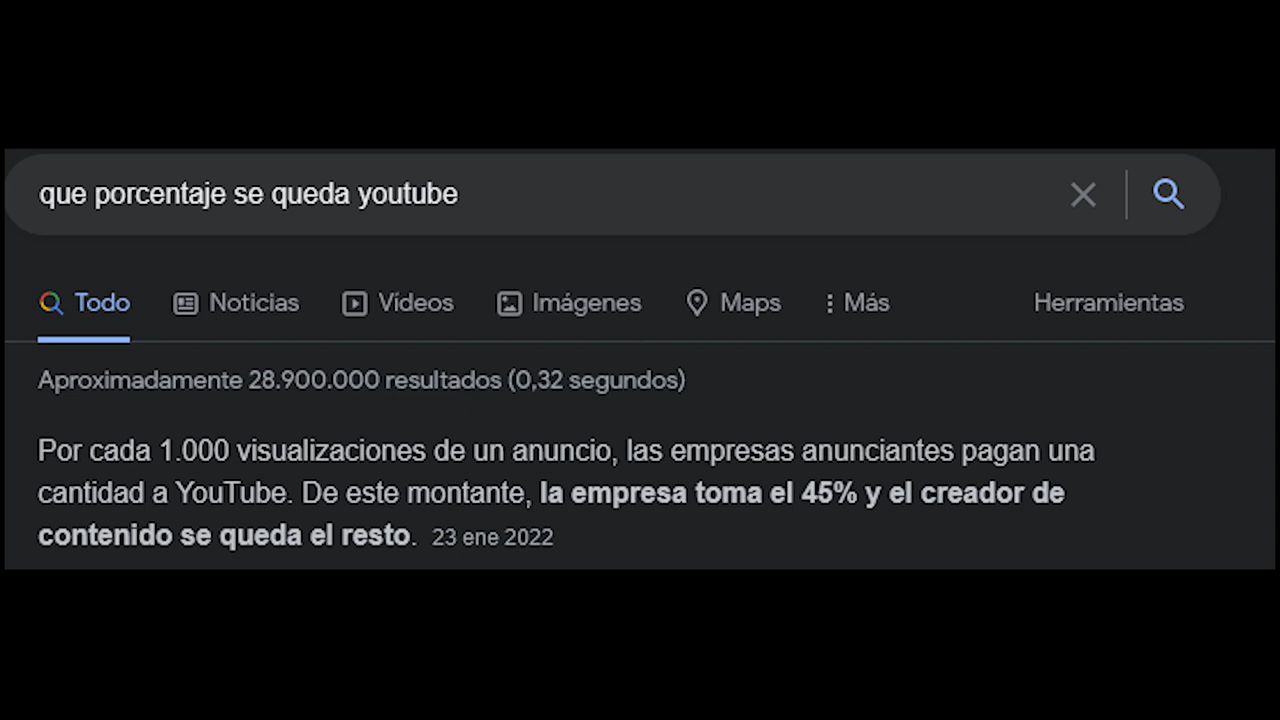 que porcentaje se queda youtube
Todo Noticias Vídeos Imágenes Maps Más Herramientas
Aproximadamente 28.900.000 resultados (0,32 segundos)
Por cada 1.000 visualizaciones de un anuncio, las empresas anunciantes pagan una
cantidad a YouTube. De este montante, la empresa toma el 45% y el creador de
contenido se queda el resto. 23 ene 2022